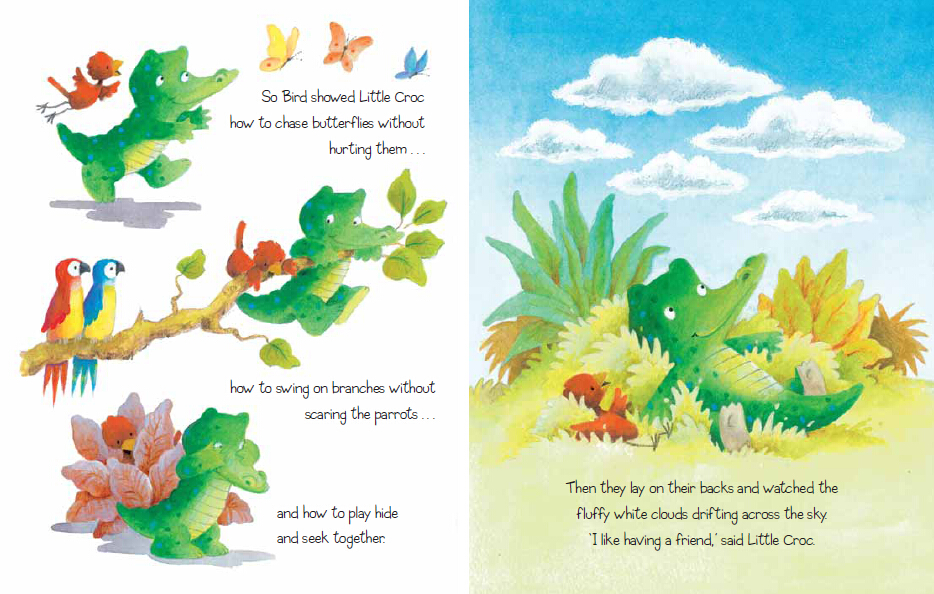 So Bird showed Little Croc
how to chase butterflies without
hurting them . . .
how to swing on branches without
scaring the parrots . . .
and how to play hide
and seek together.
Then they lay on their backs and watched the
fluffy white clouds drifting across the sky.
‘I like having a friend,’ said Little Croc.